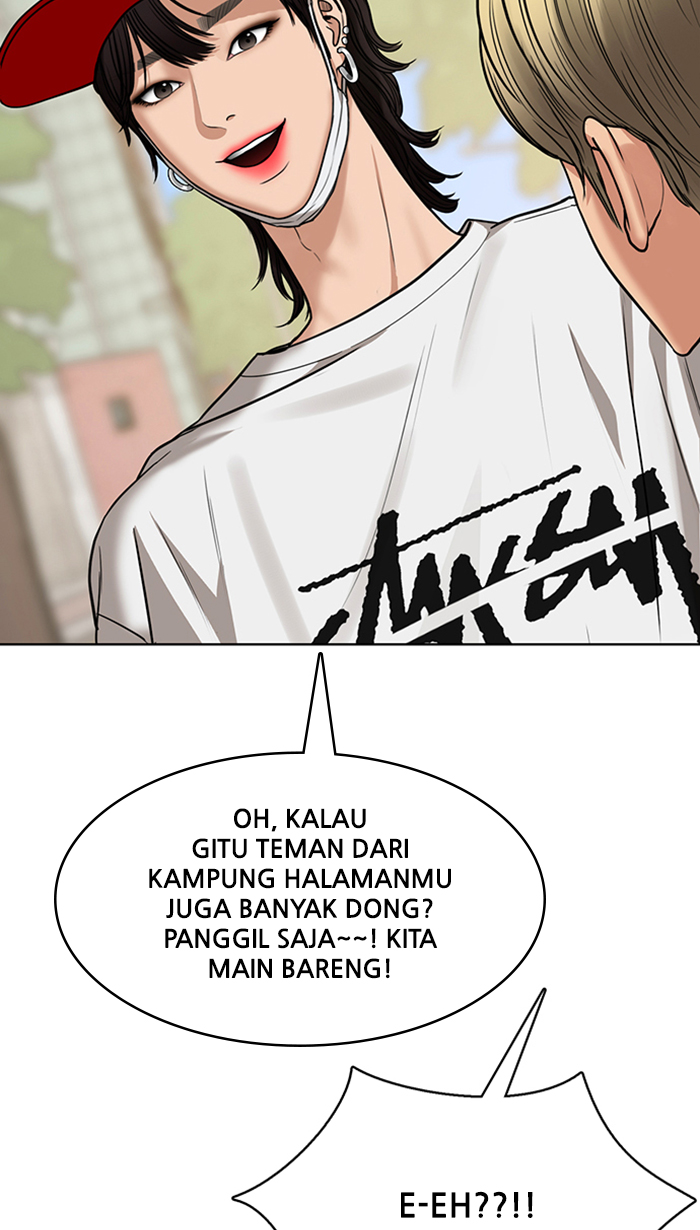 OH, KALAU
GITU TEMAN DARI
KAMPUNG HALAMANMU
JUGA BANYAK DONG?
PANGGIL SAJA~~! KITA
MAIN BARENG!
E-EH??!!